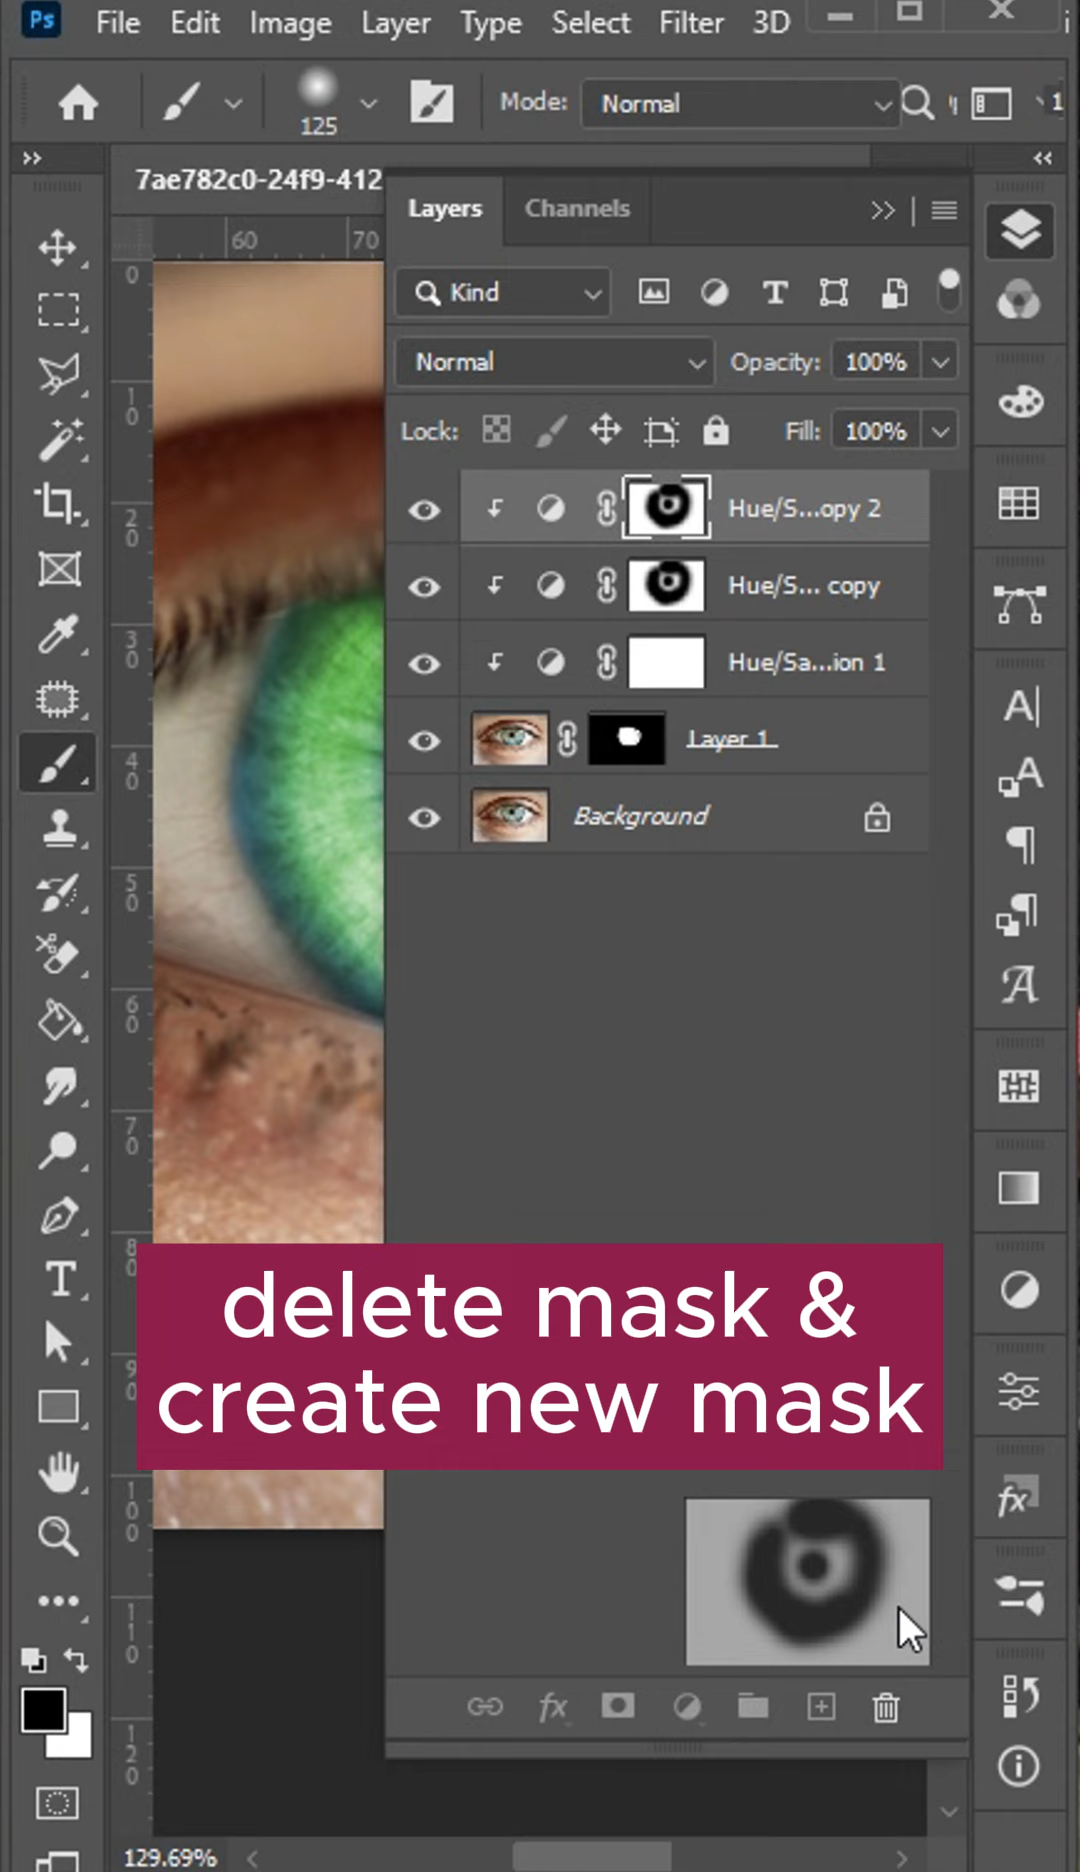 Ps File Edit Image Layer Type Select Filter 3D
125 Mode: Normal
7ae782c0-24f9-412
Layers Channels
60 70
Kind
Normal Opacity: 100%
Lock: Fill: 100%
Hue/S...opy 2
Hue/S... copy
Hue/Sa...ion 1
Layer 1
Background
0
10
20
30
40
50
60
70
80
90
100
110
120
delete mask &
create new mask
fx
129.69%